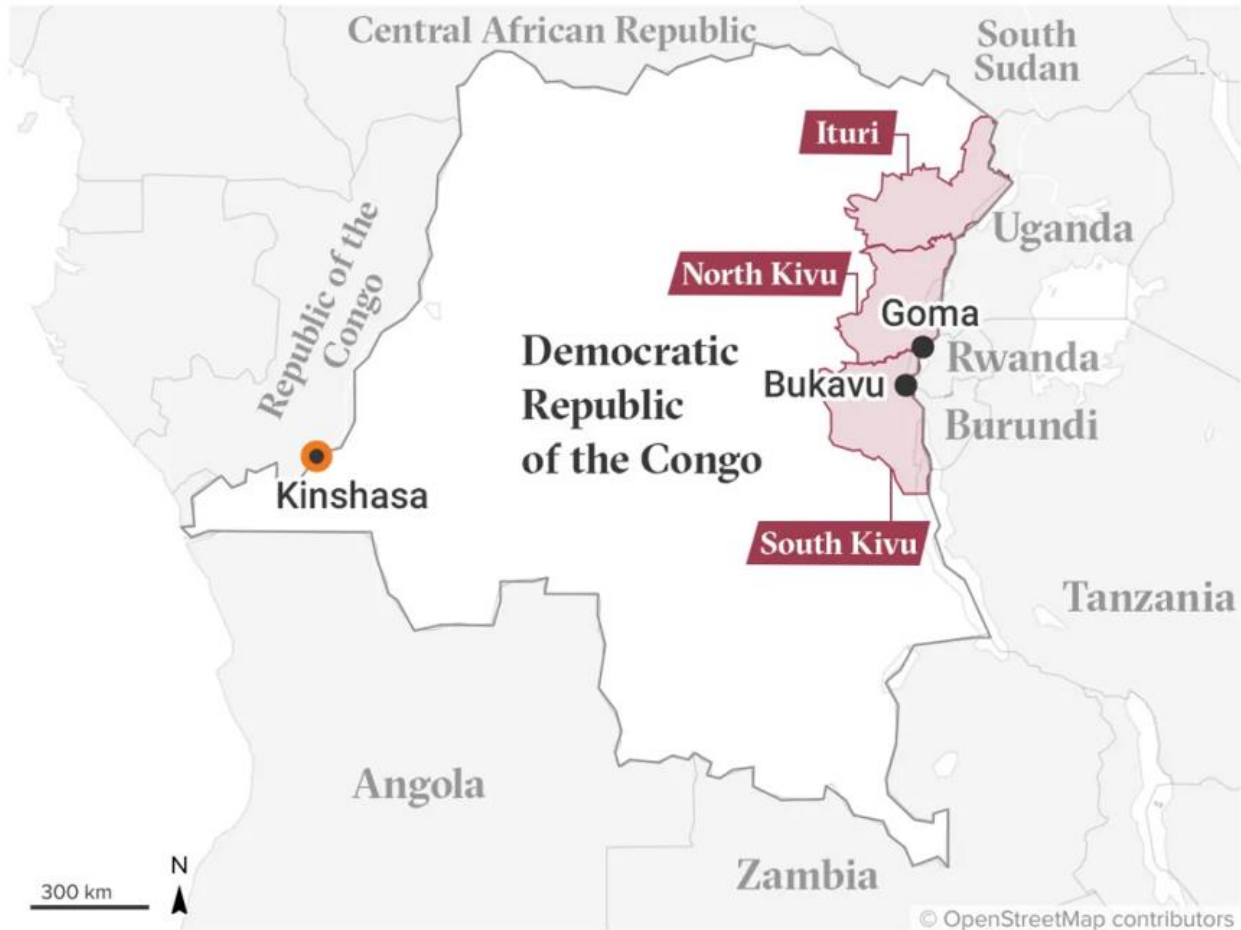 Central African Republic
South
Sudan
Ituri
Uganda
Republic of the
Congo
North Kivu
Goma
Democratic
Republic
of the Congo
Rwanda
Bukavu
Burundi
Kinshasa
South Kivu
Tanzania
Angola
Zambia
N
300 km
© OpenStreetMap contributors